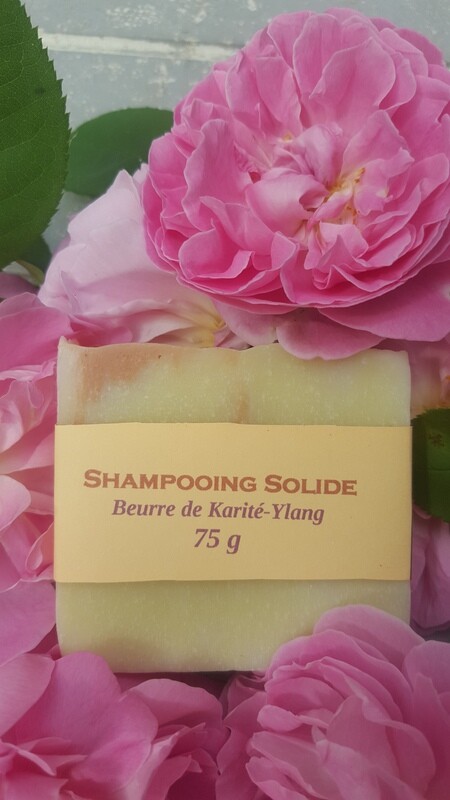 SHAMPOOING SOLIDE
Beurre de Karité-Ylang
75 g